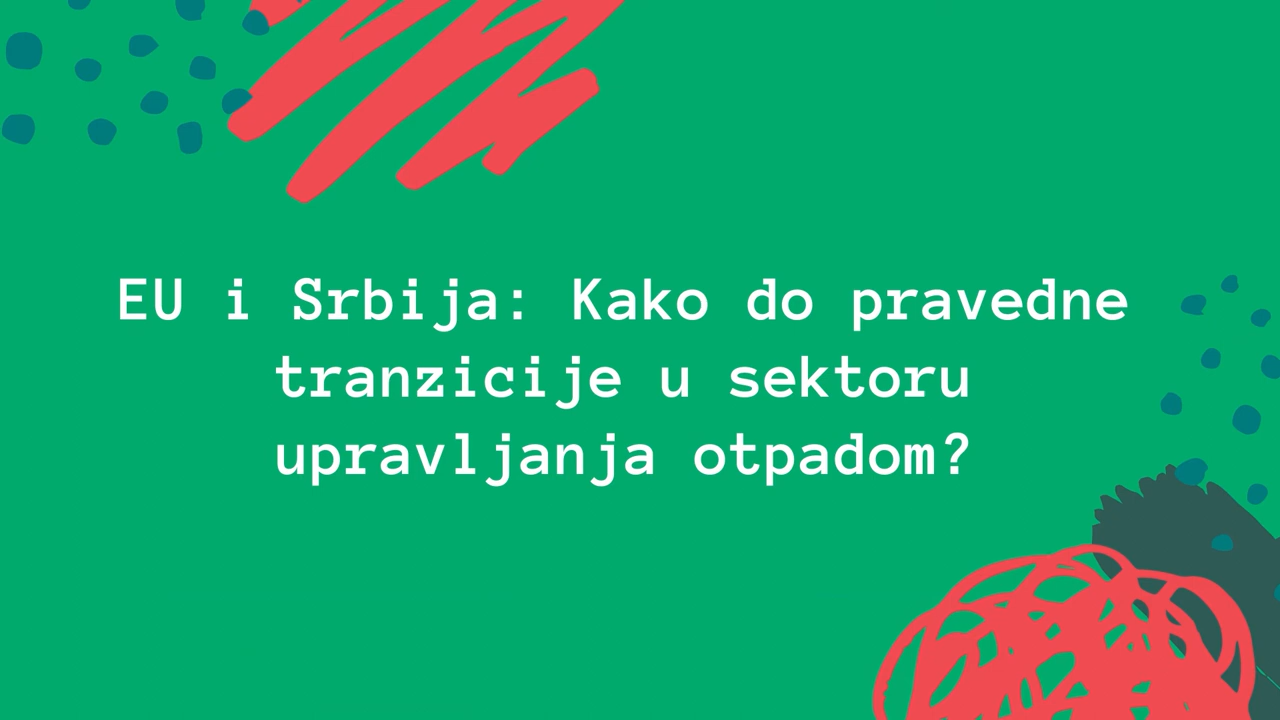 EU i Srbija: Kako do pravedne
tranzicije u sektoru
upravljanja otpadom?